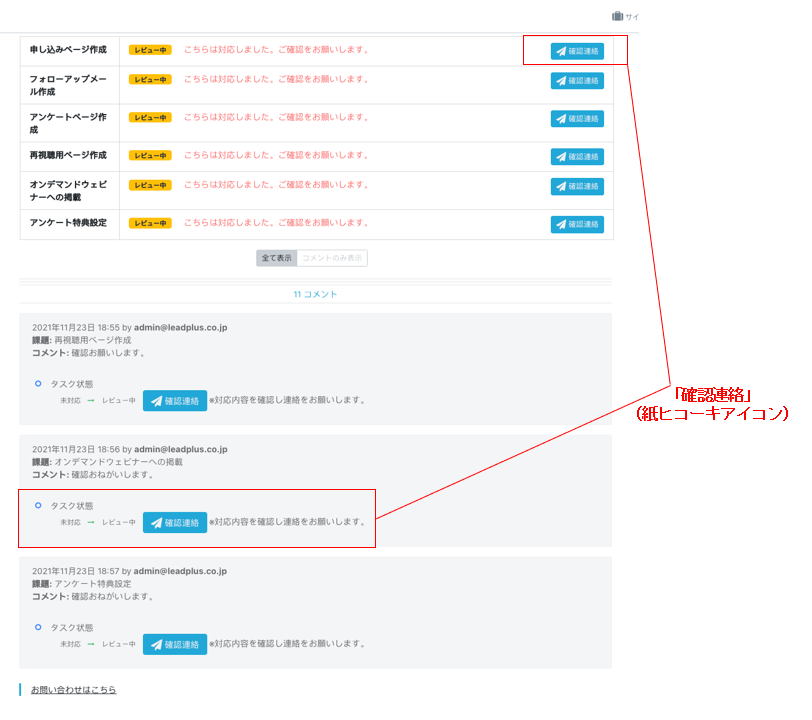 サイ
申し込みページ作成 レビュー中 こちらは対応しました。ご確認をお願いします。 確認連絡
フォローアップメー
ル作成 レビュー中 こちらは対応しました。ご確認をお願いします。 確認連絡
アンケートページ作
成 レビュー中 こちらは対応しました。ご確認をお願いします。 確認連絡
再視聴用ページ作成 レビュー中 こちらは対応しました。ご確認をお願いします。 確認連絡
オンデマンドウェビ
ナーへの掲載 レビュー中 こちらは対応しました。ご確認をお願いします。 確認連絡
アンケート特典設定 レビュー中 こちらは対応しました。ご確認をお願いします。 確認連絡
全て表示 コメントのみ表示
11 コメント
2021年11月23日 18:55 by admin@leadplus.co.jp
課題: 再視聴用ページ作成
コメント: 確認お願いします。
タスク状態
未対応 → レビュー中 確認連絡 ※対応内容を確認し連絡をお願いします。
「確認連絡」
（紙ヒコーキアイコン）
2021年11月23日 18:56 by admin@leadplus.co.jp
課題: オンデマンドウェビナーへの掲載
コメント: 確認おねがいします。
タスク状態
未対応 → レビュー中 確認連絡 ※対応内容を確認し連絡をお願いします。
2021年11月23日 18:57 by admin@leadplus.co.jp
課題: アンケート特典設定
コメント: 確認おねがいします。
タスク状態
未対応 → レビュー中 確認連絡 ※対応内容を確認し連絡をお願いします。
お問い合わせはこちら